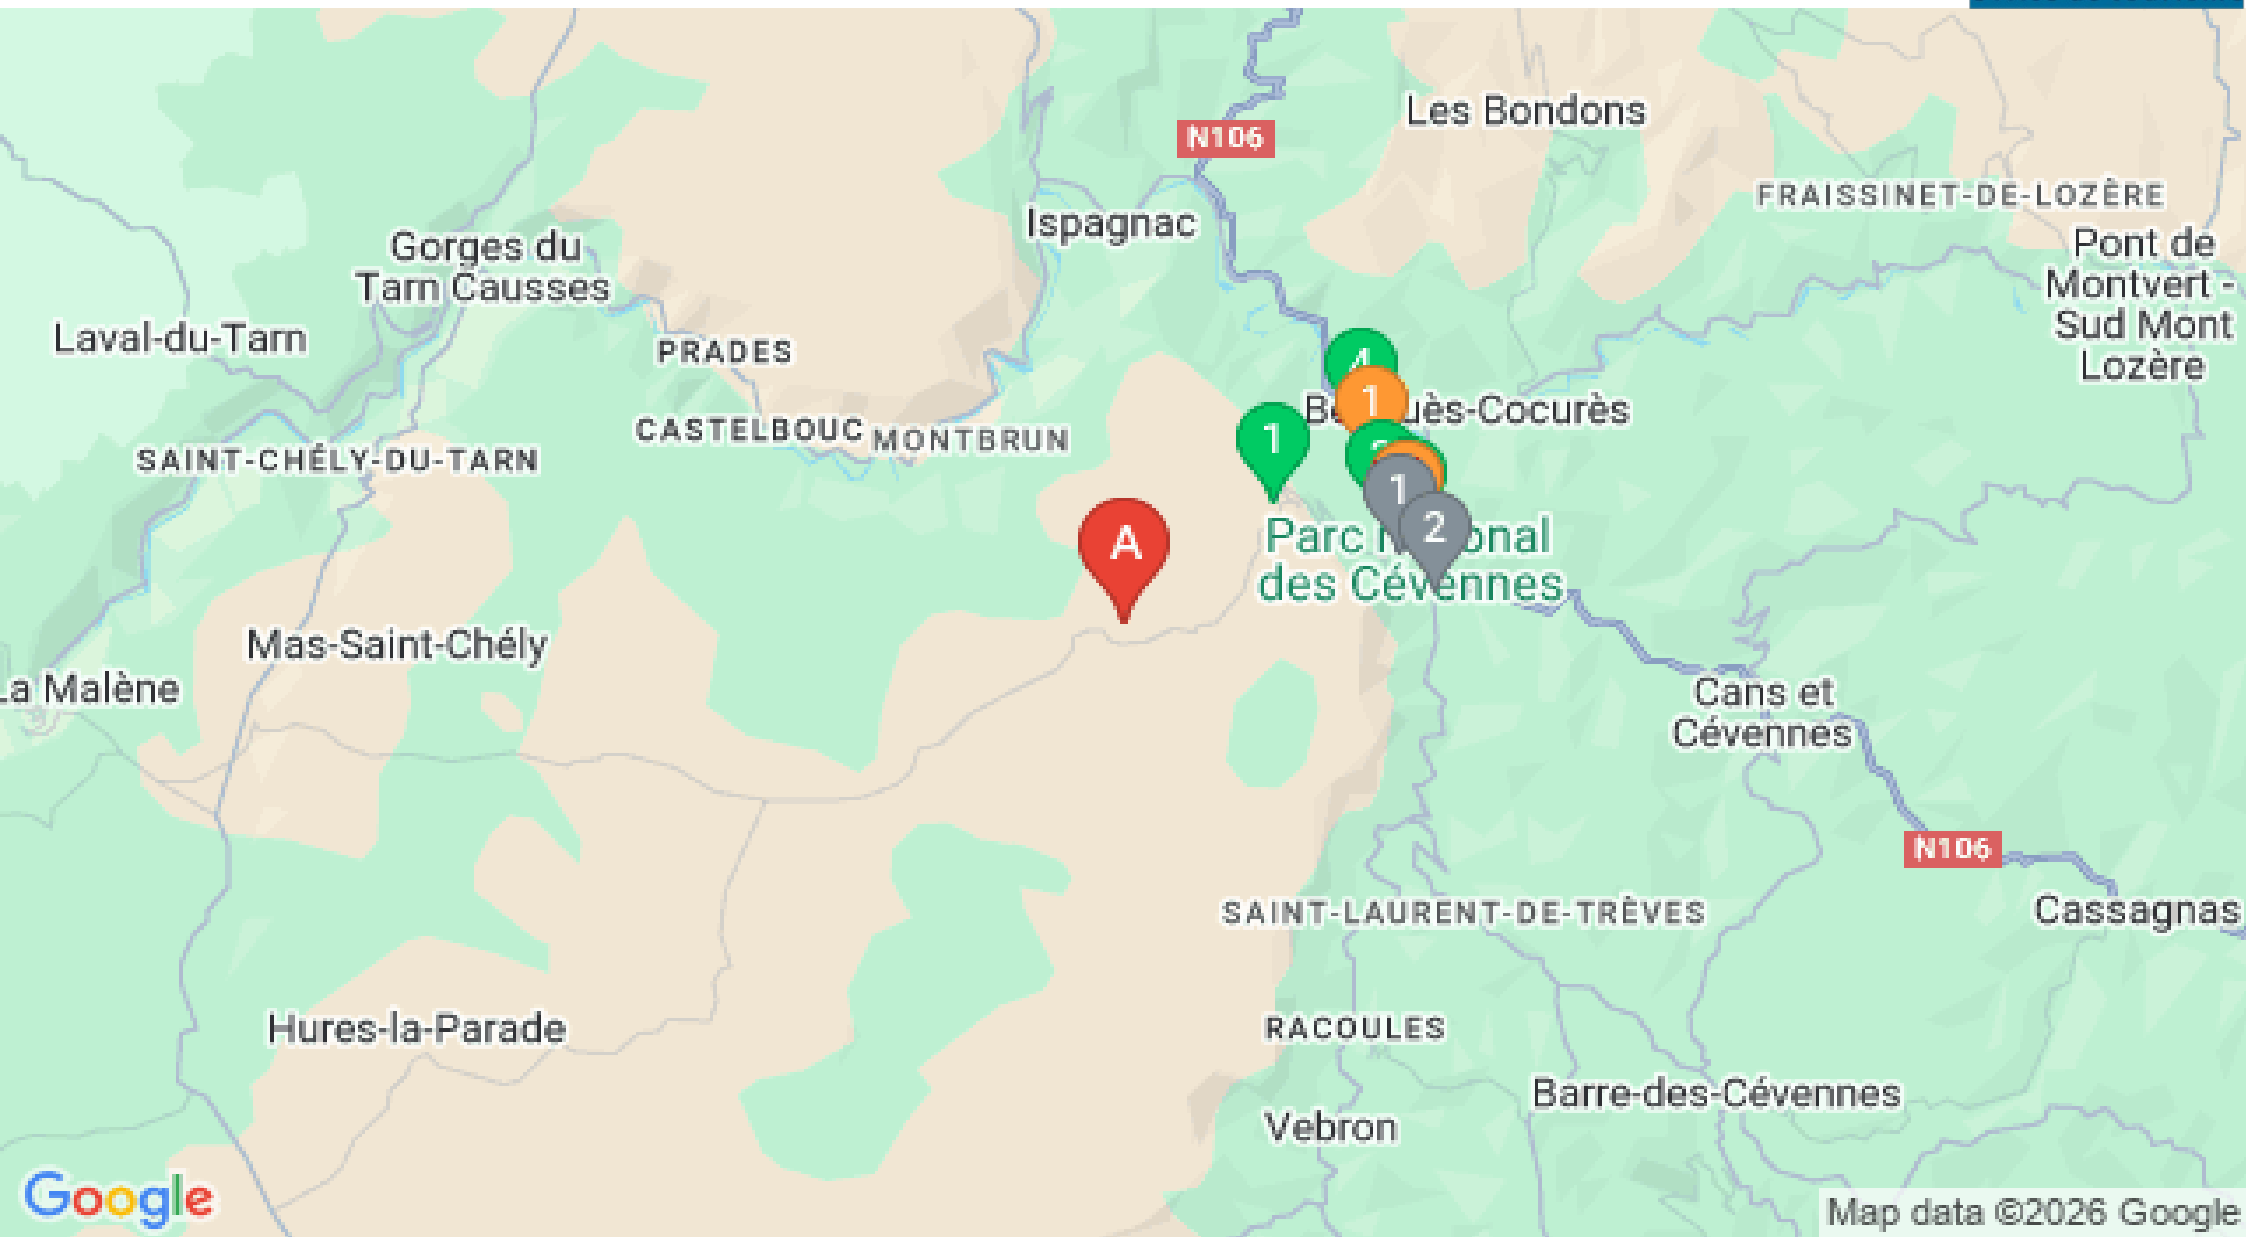 N106
Les Bondons
FRAISSINET-DE-LOZÈRE
Ispagnac
Gorges du
Tarn Causses
Pont de
Montvert -
Sud Mont
Lozère
Laval-du-Tarn
PRADES
4
1
ès-Cocurès
CASTELBOUC
MONTBRUN
1
SAINT-CHÉLY-DU-TARN
1
2
A
Parc
onal
des Cévennes
Mas-Saint-Chély
La Malène
Cans et
Cévennes
N106
SAINT-LAURENT-DE-TRÈVES
Cassagnas
Hures-la-Parade
RACOULES
Barre-des-Cévennes
Vebron
Google
Map data ©2026 Google